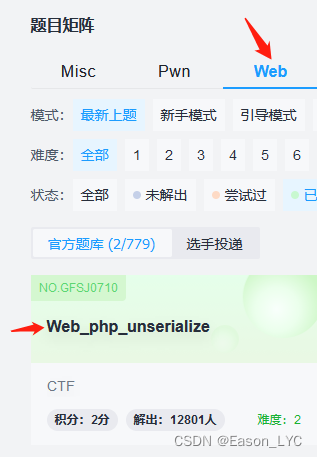 题目矩阵
Misc Pwn Web
模式： 最新上题 新手模式 引导模式
难度： 全部 1 2 3 4 5 6
状态： 全部 未解出 尝试过
官方题库 (2/779) 选手投递
NO.GFSJ0710
Web_php_unserialize
CTF
积分：2分 解出：12801人 难度：2
CSDN @Eason_LYC